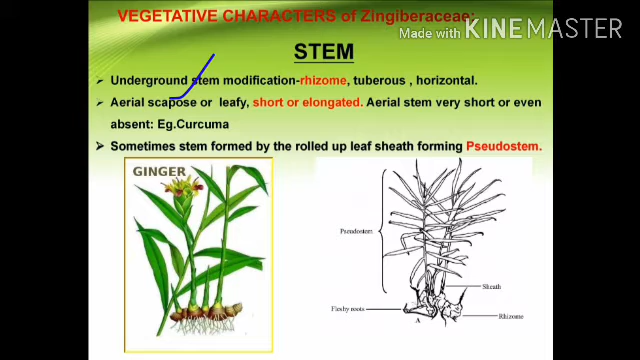 VEGETATIVE CHARACTERS of Zingiberaceae:
Made with KINEMASTER
STEM
➢ Underground stem modification-rhizome, tuberous , horizontal.
➢ Aerial scapose or leafy, short or elongated. Aerial stem very short or even
absent: Eg.Curcuma
➢ Sometimes stem formed by the rolled up leaf sheath forming Pseudostem.
GINGER
Pseudostem
Sheath
Fleshy roots
A
Rhizome